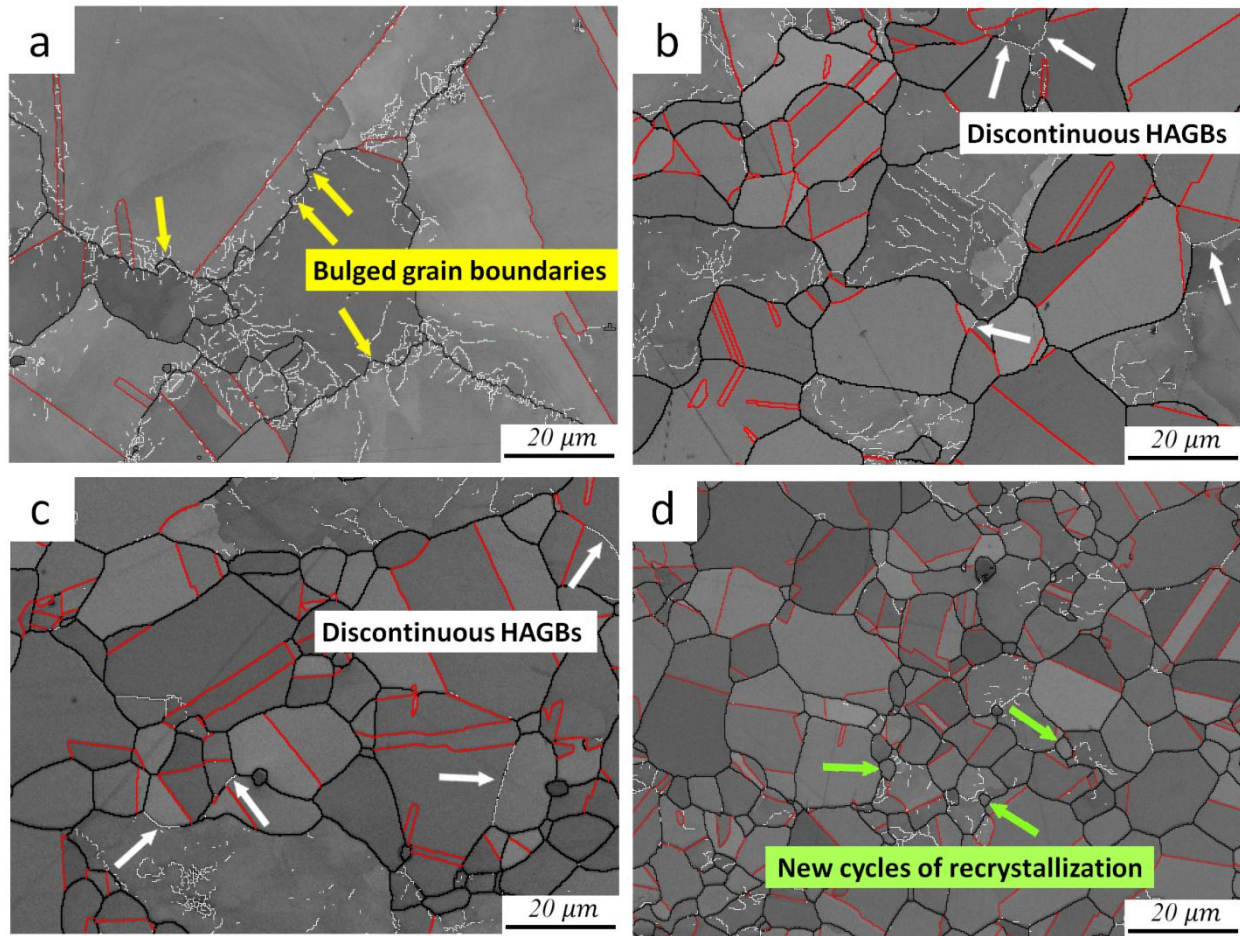 a
Bulged grain boundaries
20 µm
b
Discontinuous HAGBs
20 µm
c
Discontinuous HAGBs
20 µm
d
New cycles of recrystallization
20 µm